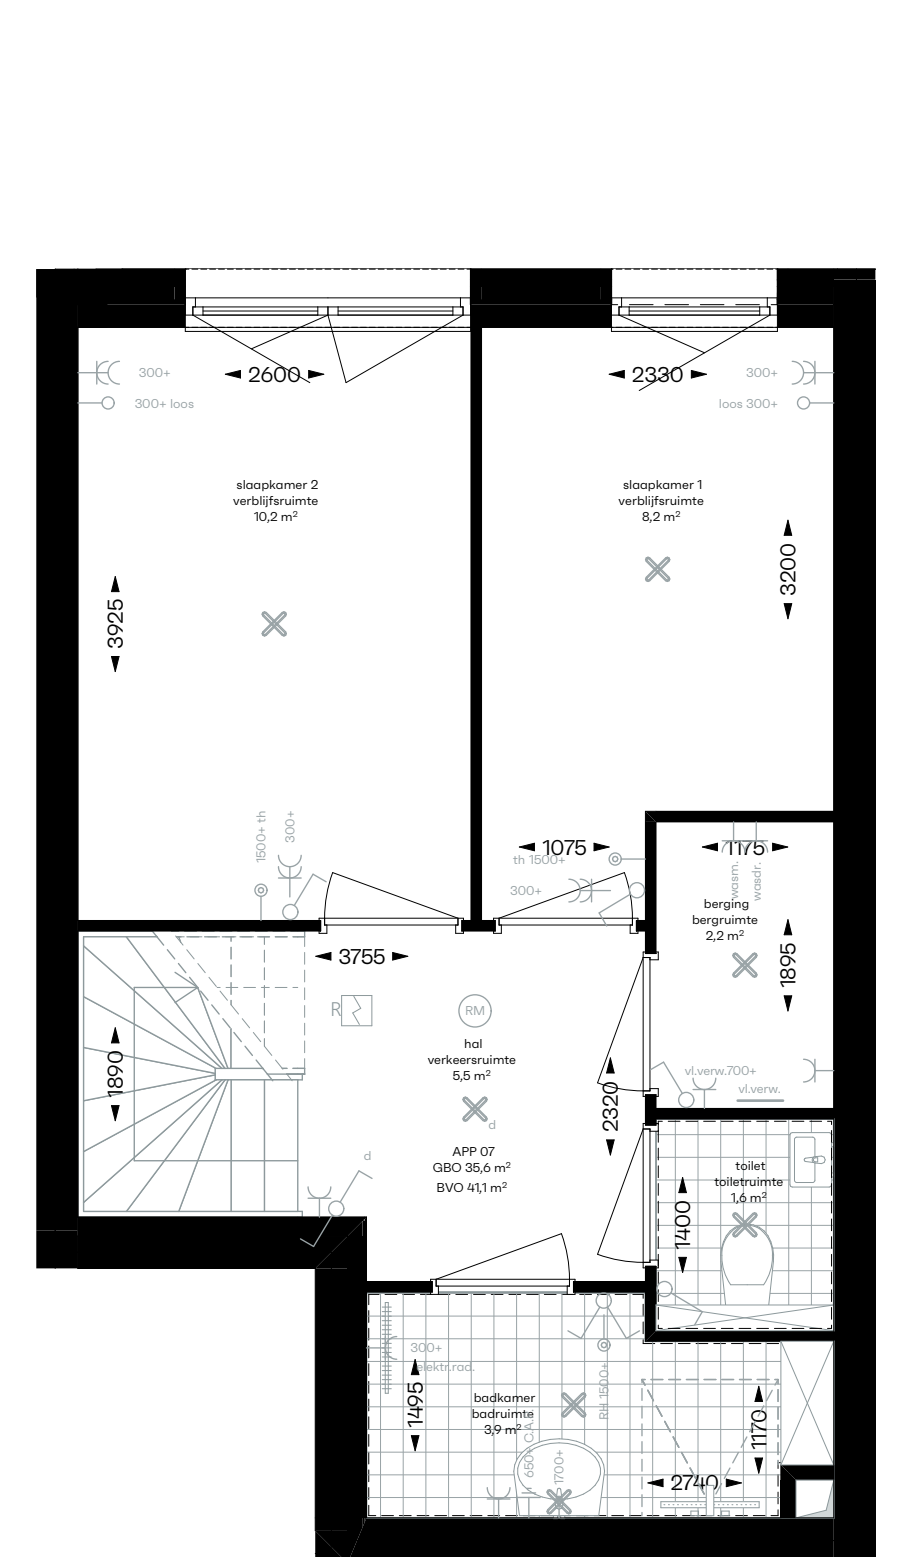 2600
2330
300+
300+ loos
300+
loos 300+
slaapkamer 2
verblijfsruimte
10,2 m²
slaapkamer 1
verblijfsruimte
8,2 m²
3200
3925
1500+ th
300+
1075
th 1500+
300+
1175
wasm.
wasdr.
berging
bergruimte
2,2 m²
1895
3755
R
RM
hal
verkeersruimte
5,5 m²
1890
2320
vl.verw.700+
vl.verw.
d
d
APP 07
GBO 35,6 m²
BVO 41,1 m²
toilet
toiletruimte
1,6 m²
1400
300+
elektr.rad.
1495
badkamer
badruimte
3,9 m²
RH 1500+
650+ C.A.P.
1700+
1170
2740